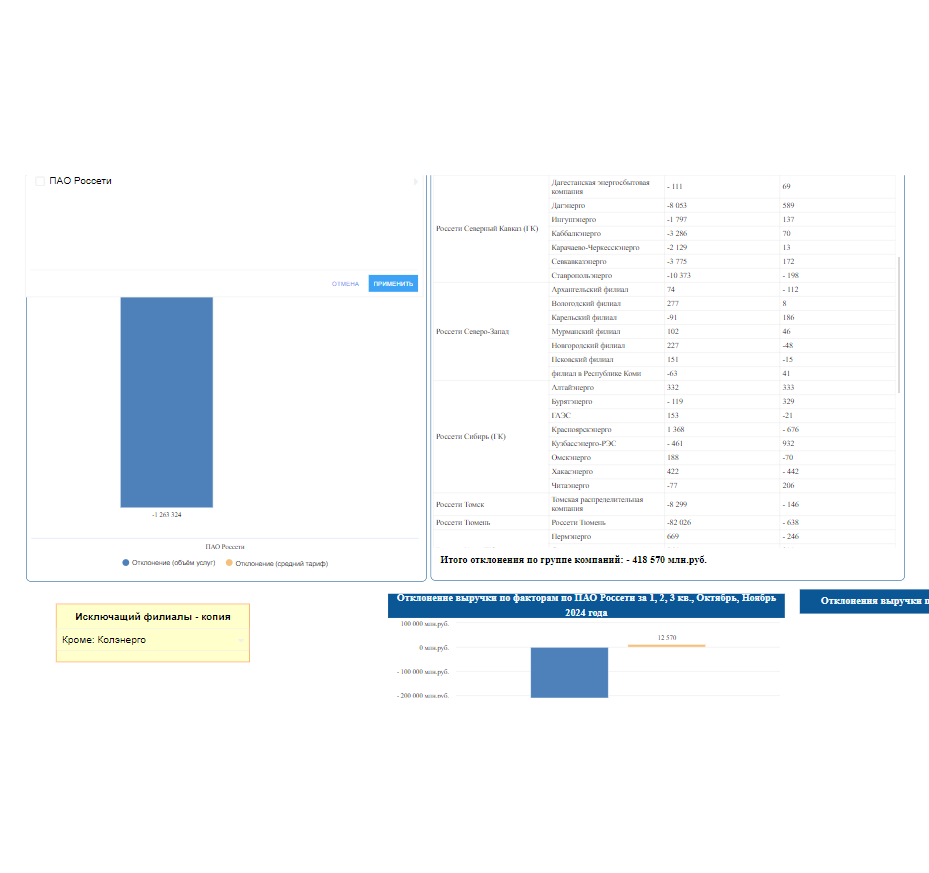 ПАО Россети
ОТМЕНА
ПРИМЕНИТЬ
-1 263 324
ПАО Россети
Отклонение (объём услуг)
Отклонение (средний тариф)
Россети Северный Кавказ (ГК)
Дагестанская энергосбытовая
компания
- 111
69
Дагэнерго
-8 053
589
Ингушэнерго
-1 797
137
Каббалкэнерго
-3 286
70
Карачаево-Черкесскэнерго
-2 129
13
Севкавказэнерго
-3 775
172
Ставропольэнерго
-10 373
- 198
Россети Северо-Запад
Архангельский филиал
74
- 112
Вологодский филиал
277
8
Карельский филиал
-91
186
Мурманский филиал
102
46
Новгородский филиал
227
-48
Псковский филиал
151
-15
филиал в Республике Коми
-63
41
Россети Сибирь (ГК)
Алтайэнерго
332
333
Бурятэнерго
- 119
329
ГАЭС
153
-21
Красноярскэнерго
1 368
- 676
Кузбассэнерго-РЭС
- 461
932
Омскэнерго
188
-70
Хакасэнерго
422
- 442
Читаэнерго
-77
206
Россети Томск
Томская распределительная
компания
-8 299
- 146
Россети Тюмень
Россети Тюмень
-82 026
- 638
Пермэнерго
669
- 246
Итого отклонения по группе компаний: - 418 570 млн.руб.
Исключащий филиалы - копия
Кроме: Колэнерго
Отклонение выручки по факторам по ПАО Россети за 1, 2, 3 кв., Октябрь, Ноябрь
2024 года
100 000 млн.руб.
0 млн.руб.
- 100 000 млн.руб.
- 200 000 млн.руб.
12 570
Отклонения выручки п